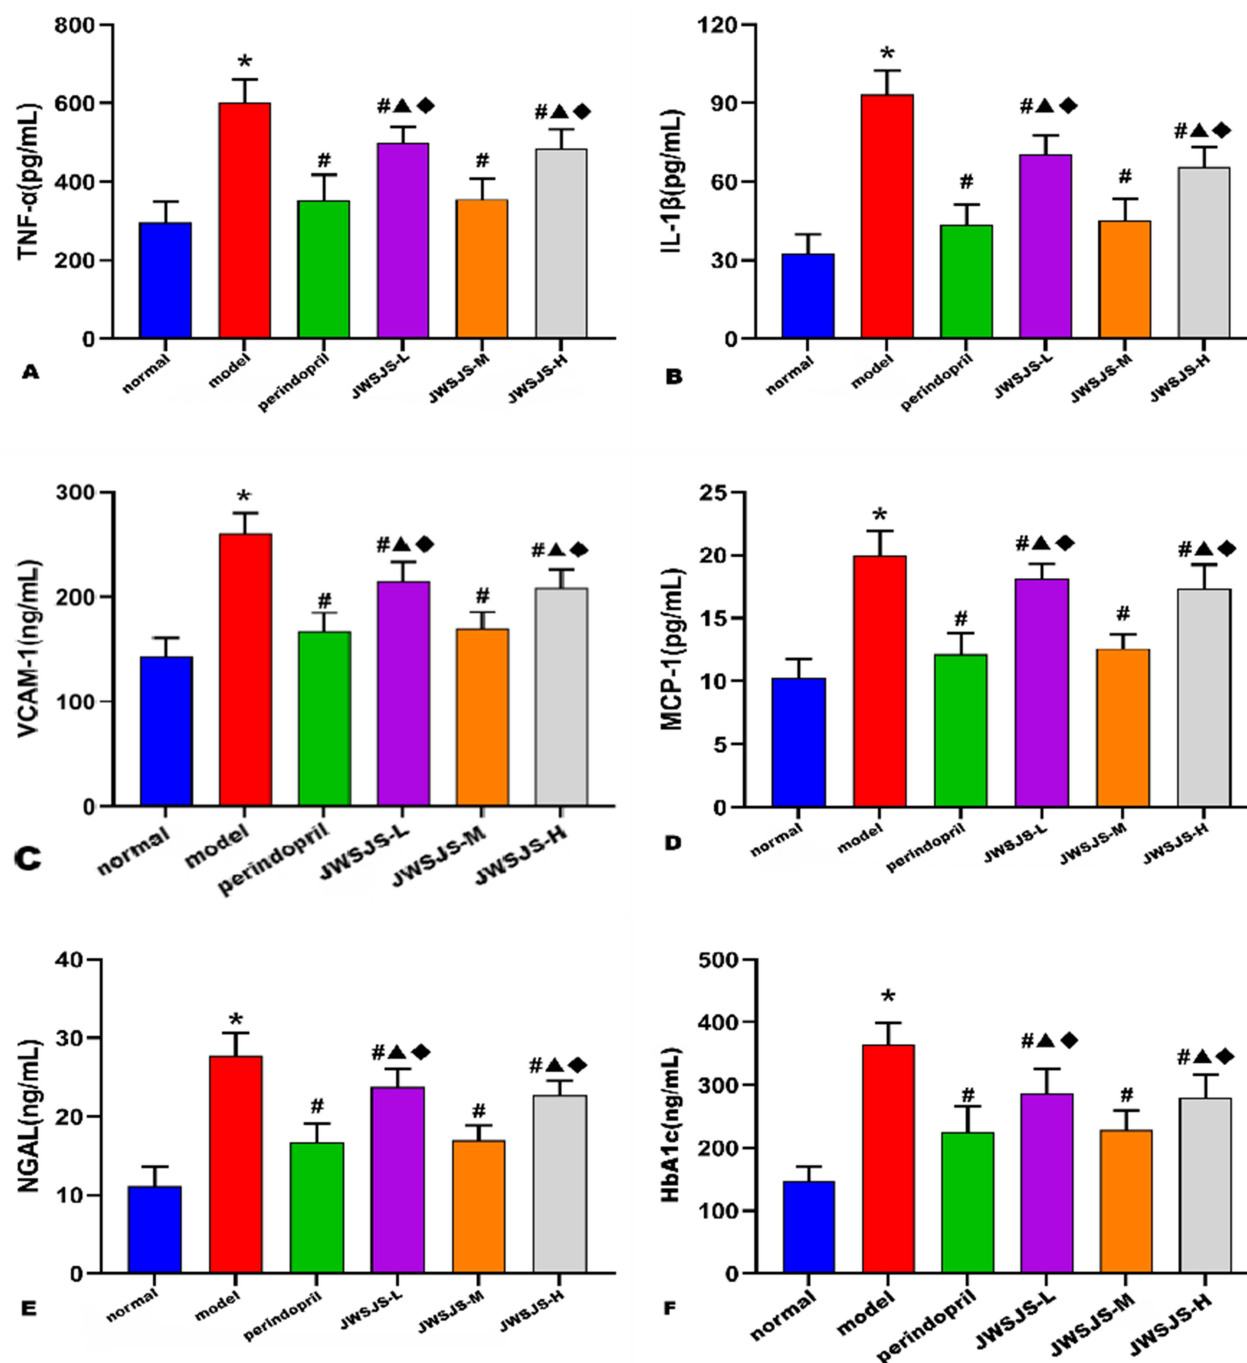 TNF-α(pg/mL)
800
600
400
200
0
*
#
#▲◆
#
#▲◆
normal
model
perindopril
JWSJS-L
JWSJS-M
JWSJS-H
A
IL-1β(pg/mL)
120
90
60
30
0
*
#
#▲◆
#
#▲◆
normal
model
perindopril
JWSJS-L
JWSJS-M
JWSJS-H
B
VCAM-1(ng/mL)
300
200
100
0
*
#
#▲◆
#
#▲◆
normal
model
perindopril
JWSJS-L
JWSJS-M
JWSJS-H
C
MCP-1(pg/mL)
25
20
15
10
5
0
*
#
#▲◆
#
#▲◆
normal
model
perindopril
JWSJS-L
JWSJS-M
JWSJS-H
D
NGAL(ng/mL)
40
30
20
10
0
*
#
#▲◆
#
#▲◆
normal
model
perindopril
JWSJS-L
JWSJS-M
JWSJS-H
E
HbA1c(ng/mL)
500
400
300
200
100
0
*
#
#▲◆
#
#▲◆
normal
model
perindopril
JWSJS-L
JWSJS-M
JWSJS-H
F